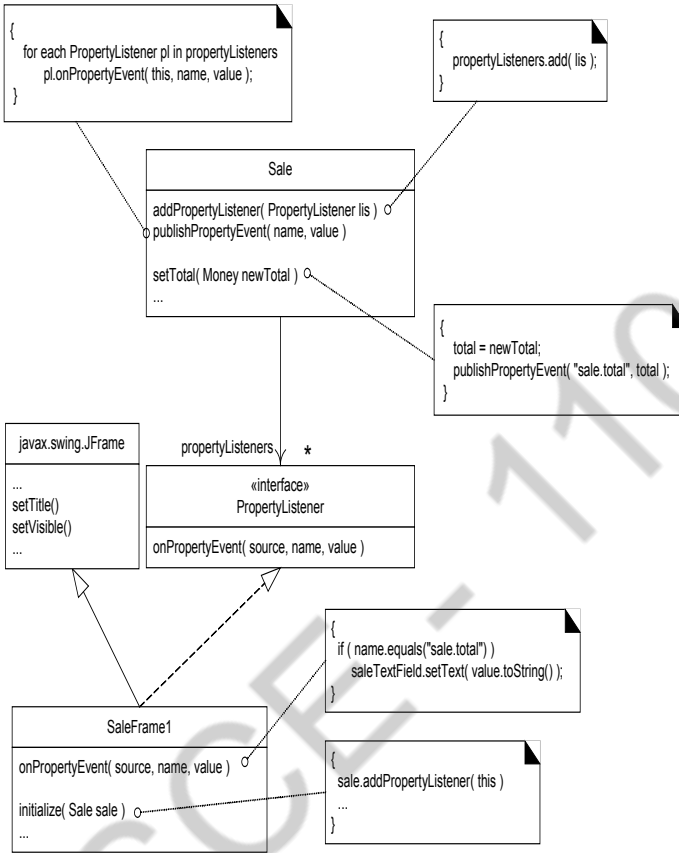 {
for each PropertyListener pl in propertyListeners
pl.onPropertyEvent( this, name, value );
}
{
propertyListeners.add( lis );
}
Sale
addPropertyListener( PropertyListener lis )
publishPropertyEvent( name, value )
setTotal( Money newTotal )
...
{
total = newTotal;
publishPropertyEvent( "sale.total", total );
}
javax.swing.JFrame
...
setTitle()
setVisible()
...
propertyListeners
*
«interface»
PropertyListener
onPropertyEvent( source, name, value )
{
if ( name.equals("sale.total") )
saleTextField.setText( value.toString() );
}
SaleFrame1
onPropertyEvent( source, name, value )
initialize( Sale sale )
...
{
sale.addPropertyListener( this )
...
}
SCE - 110